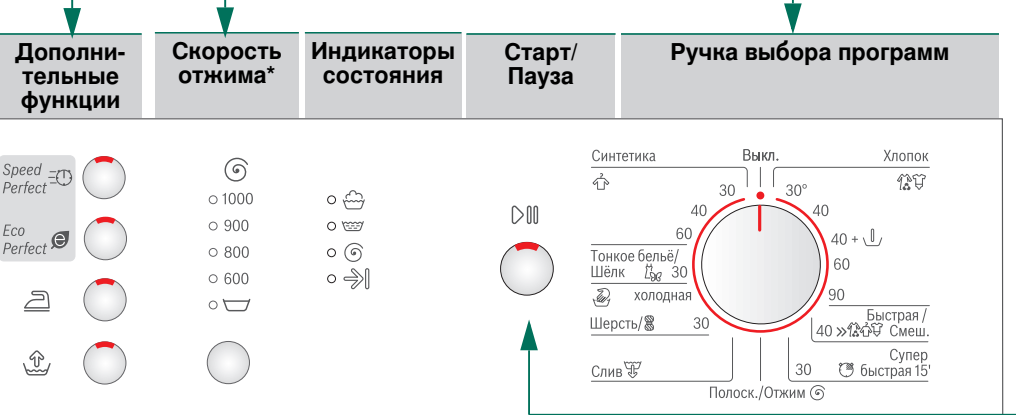 Дополни-
тельные
функции
Скорость
отжима*
Индикаторы
состояния
Старт/
Пауза
Ручка выбора программ
Speed
Perfect
Eco
Perfect
1000
900
800
600
Синтетика
Выкл.
Хлопок
30
30°
40
40
60
40 +
Тонкое бельё/
Шёлк 30
60
холодная
90
Шерсть/ 30
Быстрая /
40 Смеш.
Слив
30
Супер
быстрая 15'
Полоск./Отжим